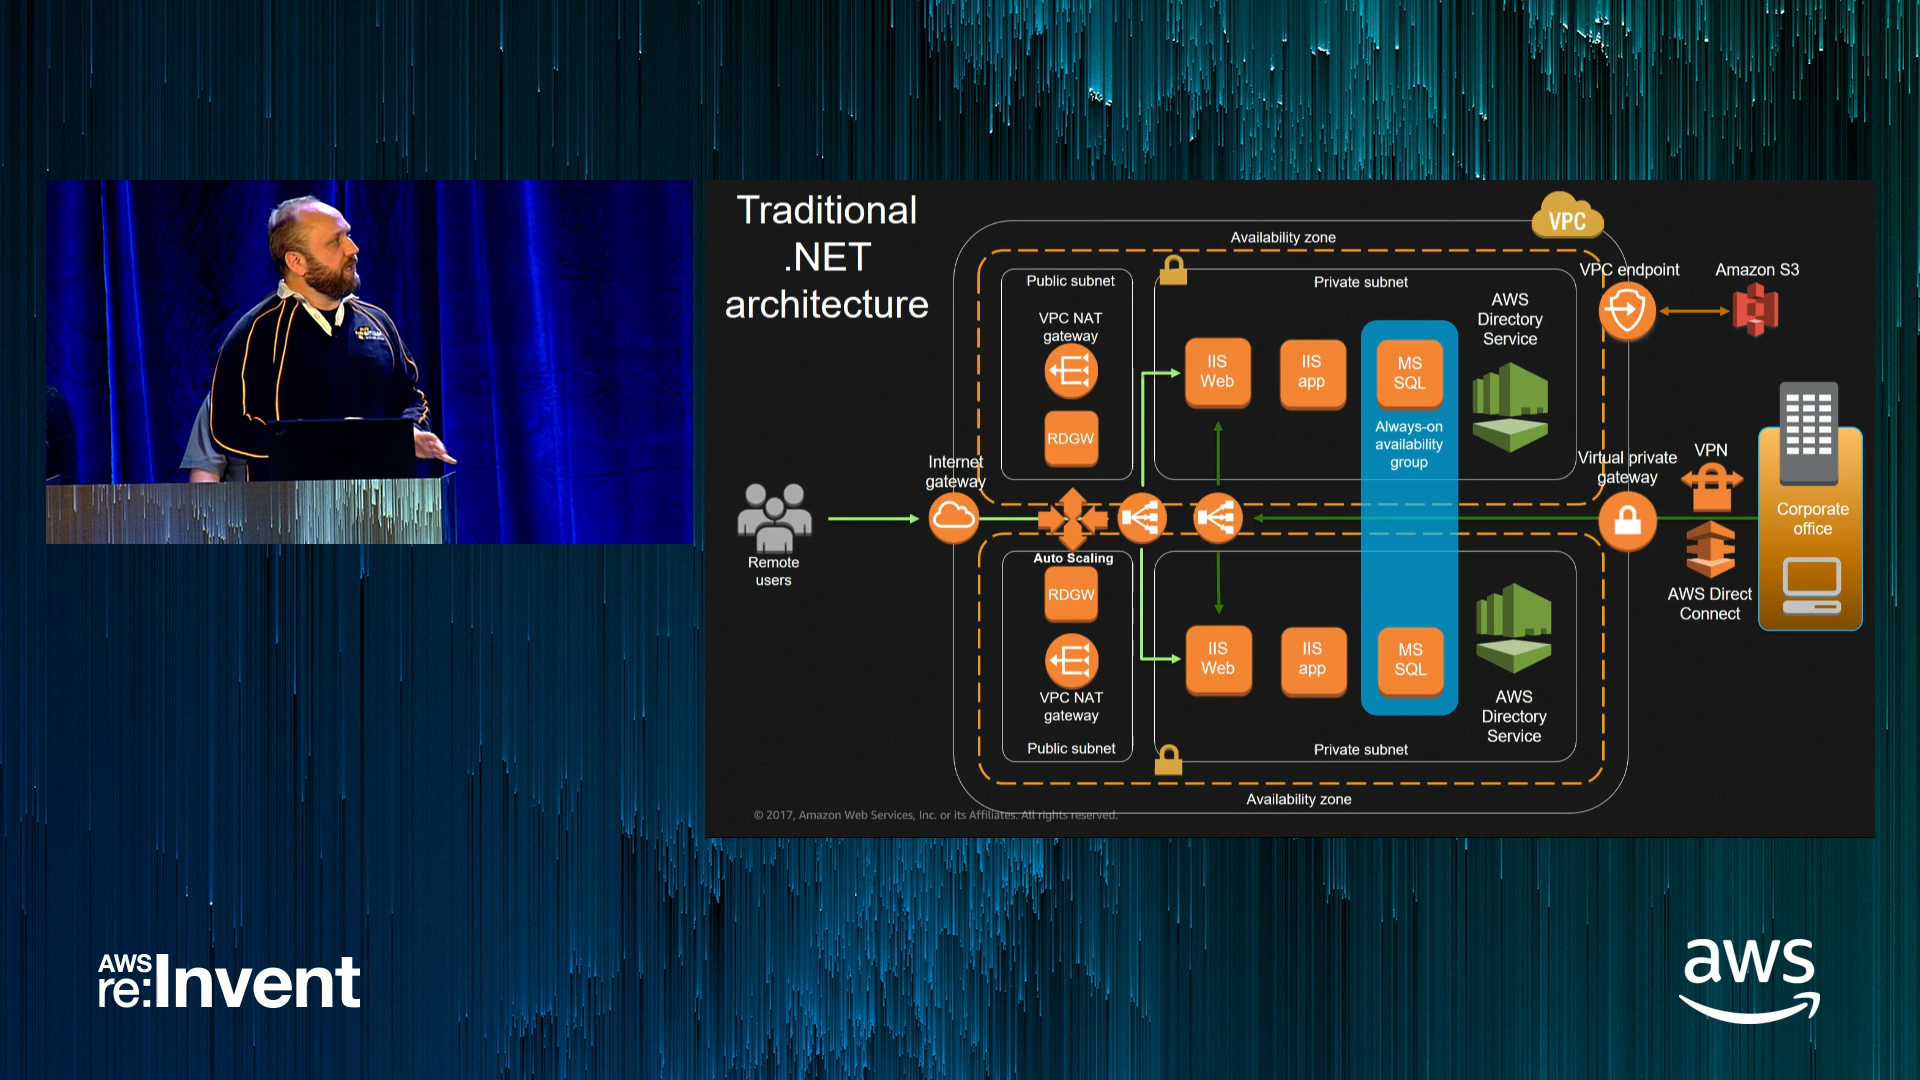 Traditional
.NET
architecture
VPC
Availability zone
Public subnet
VPC NAT
gateway
RDGW
Private subnet
IIS
Web
IIS
app
MS
SQL
Always-on
availability
group
AWS
Directory
Service
VPC endpoint
Amazon S3
Remote
users
Internet
gateway
Auto Scaling
RDGW
VPC NAT
gateway
Public subnet
IIS
Web
IIS
app
MS
SQL
AWS
Directory
Service
Private subnet
Availability zone
Virtual private
gateway
VPN
AWS Direct
Connect
Corporate
office
© 2017, Amazon Web Services, Inc. or its Affiliates. All rights reserved.
AWS
re:Invent
aws